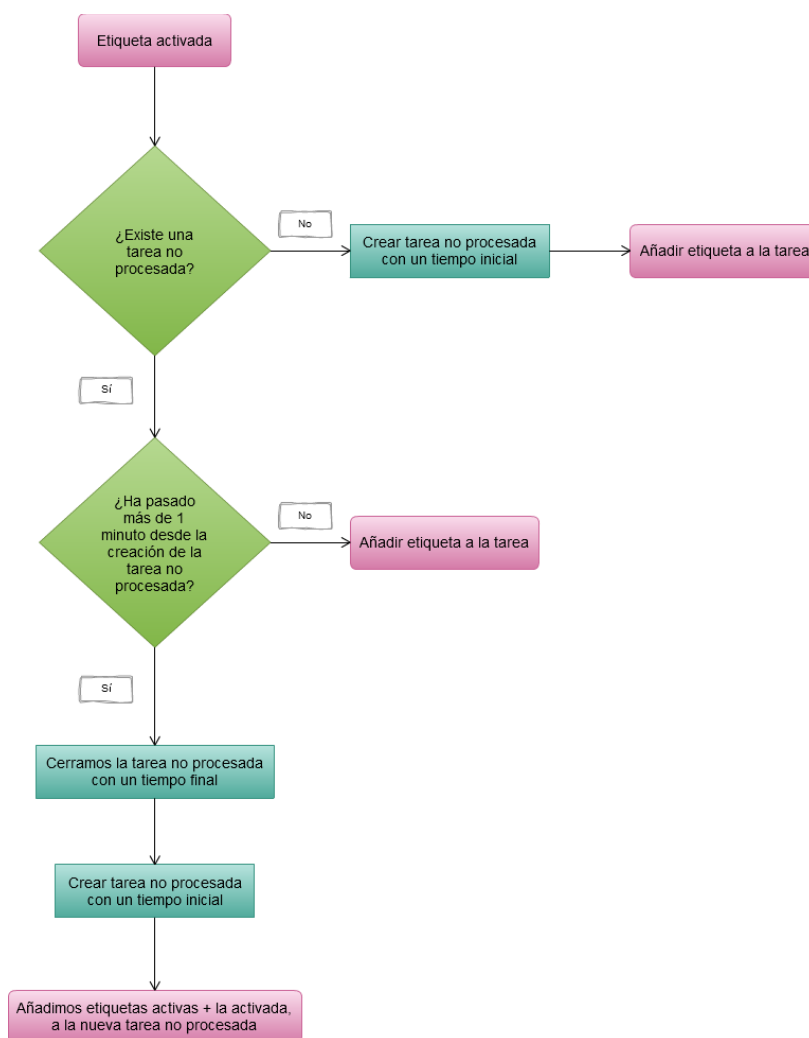 Etiqueta activada
¿Existe una
tarea no
procesada?
No
Crear tarea no procesada
con un tiempo inicial
Añadir etiqueta a la tarea
Sí
¿Ha pasado
más de 1
minuto desde la
creación de la
tarea no
procesada?
No
Añadir etiqueta a la tarea
Sí
Cerramos la tarea no procesada
con un tiempo final
Crear tarea no procesada
con un tiempo inicial
Añadimos etiquetas activas + la activada,
a la nueva tarea no procesada